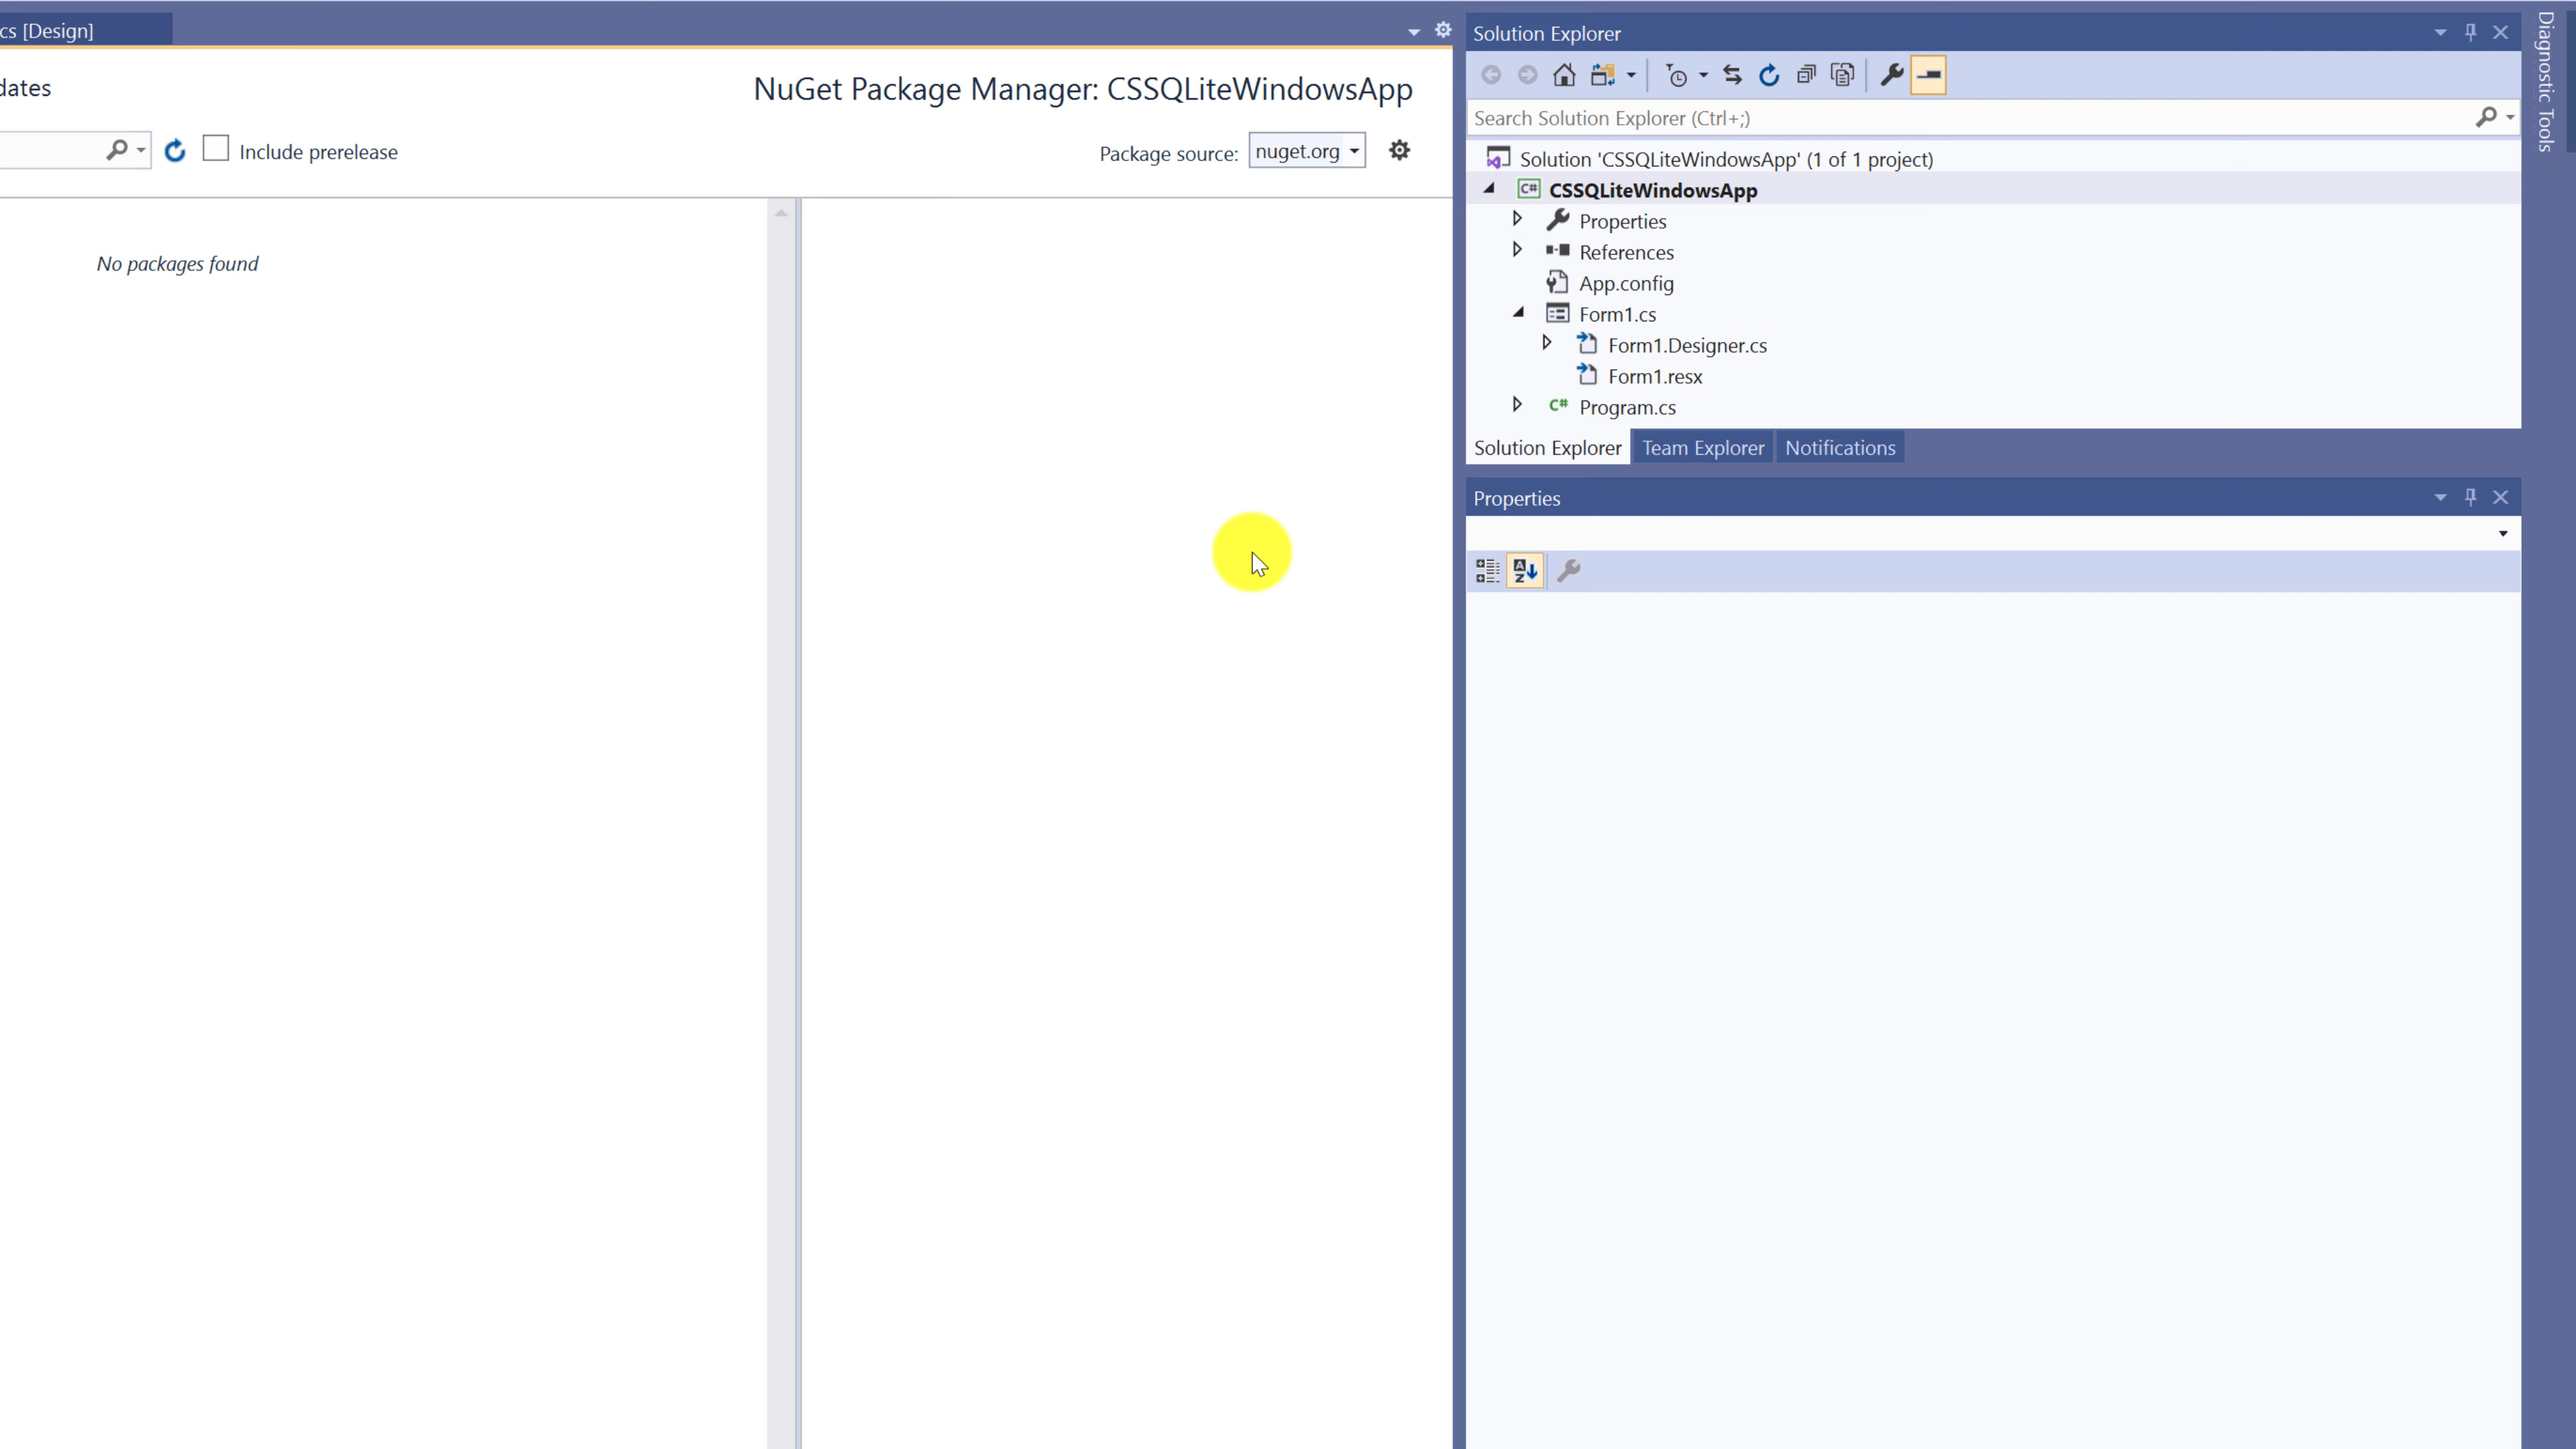 cs [Design]
dates
NuGet Package Manager: CSSQLiteWindowsApp
Include prerelease
Package source: nuget.org
No packages found
Solution Explorer
Search Solution Explorer (Ctrl+;)
Solution 'CSSQLiteWindowsApp' (1 of 1 project)
C# CSSQLiteWindowsApp
Properties
References
App.config
Form1.cs
Form1.Designer.cs
Form1.resx
C# Program.cs
Solution Explorer Team Explorer Notifications
Properties
Diagnostic Tools